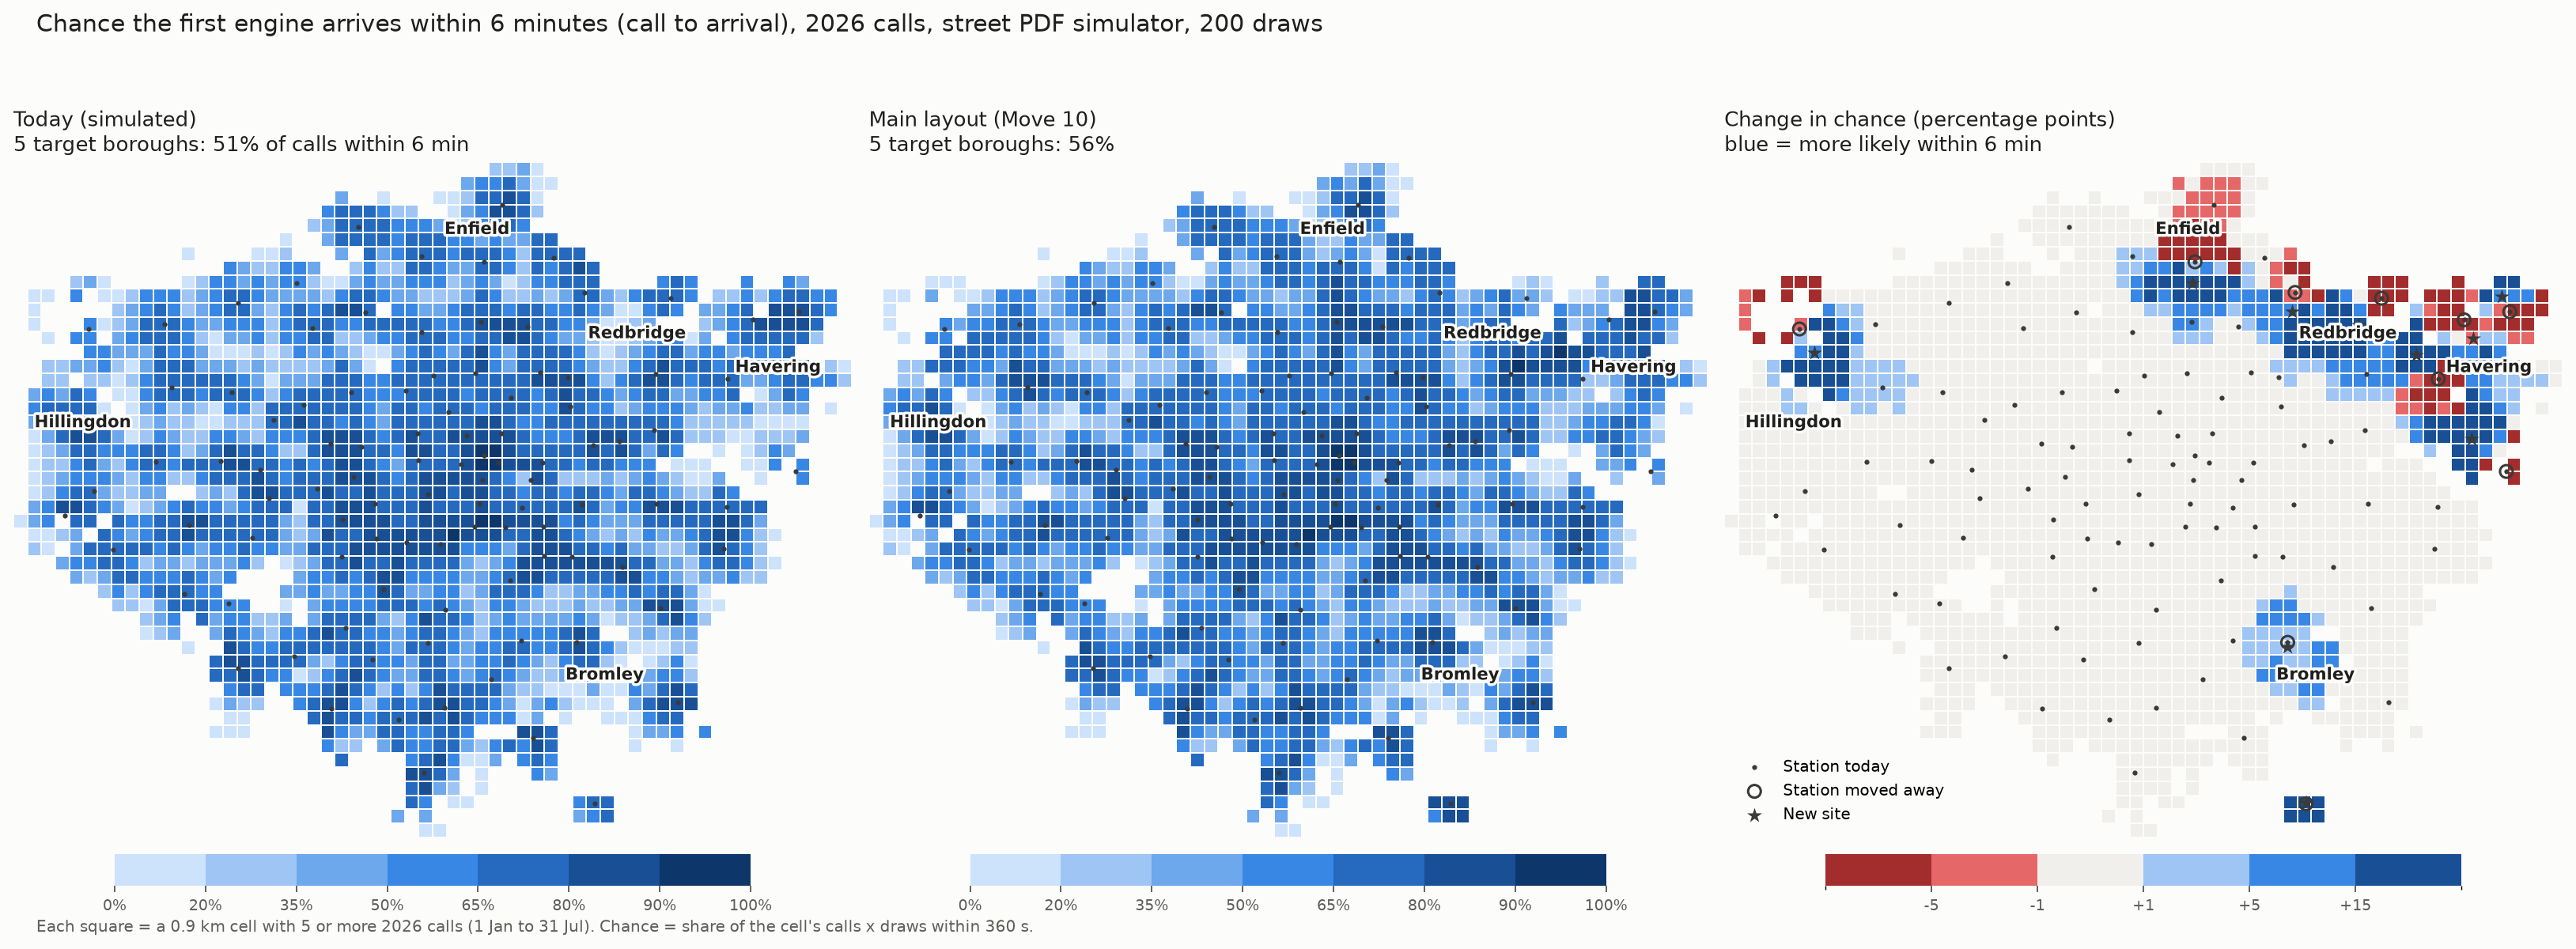 Chance the first engine arrives within 6 minutes (call to arrival), 2026 calls, street PDF simulator, 200 draws
Today (simulated)
5 target boroughs: 51% of calls within 6 min
Enfield
Redbridge
Havering
Hillingdon
Bromley
0% 20% 35% 50% 65% 80% 90% 100%
Main layout (Move 10)
5 target boroughs: 56%
Enfield
Redbridge
Havering
Hillingdon
Bromley
0% 20% 35% 50% 65% 80% 90% 100%
Change in chance (percentage points)
blue = more likely within 6 min
Enfield
Redbridge
Havering
Hillingdon
Bromley
Station today
Station moved away
New site
-5 -1 +1 +5 +15
Each square = a 0.9 km cell with 5 or more 2026 calls (1 Jan to 31 Jul). Chance = share of the cell's calls x draws within 360 s.